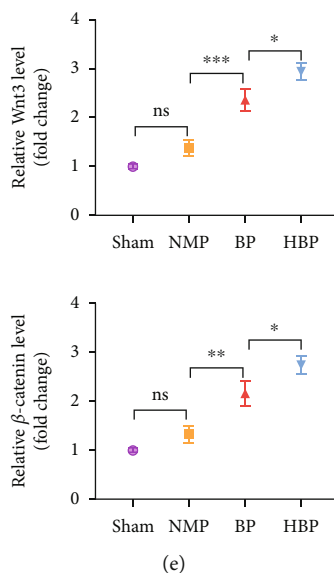 Relative Wnt3 level
(fold change)
4
3
2
1
0
ns
***
*
Sham NMP BP HBP
Relative β-catenin level
(fold change)
4
3
2
1
0
ns
**
*
Sham NMP BP HBP
(e)